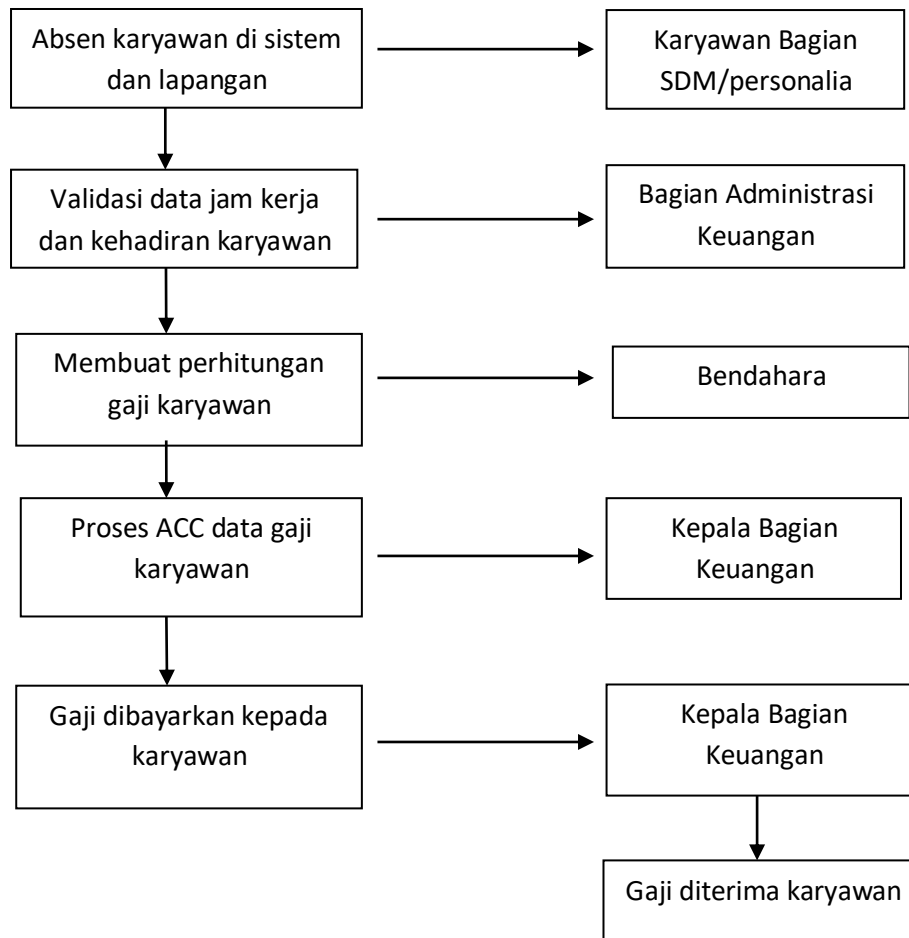 Absen karyawan di sistem
dan lapangan
Karyawan Bagian
SDM/personalia
Validasi data jam kerja
dan kehadiran karyawan
Bagian Administrasi
Keuangan
Membuat perhitungan
gaji karyawan
Bendahara
Proses ACC data gaji
karyawan
Kepala Bagian
Keuangan
Gaji dibayarkan kepada
karyawan
Kepala Bagian
Keuangan
Gaji diterima karyawan